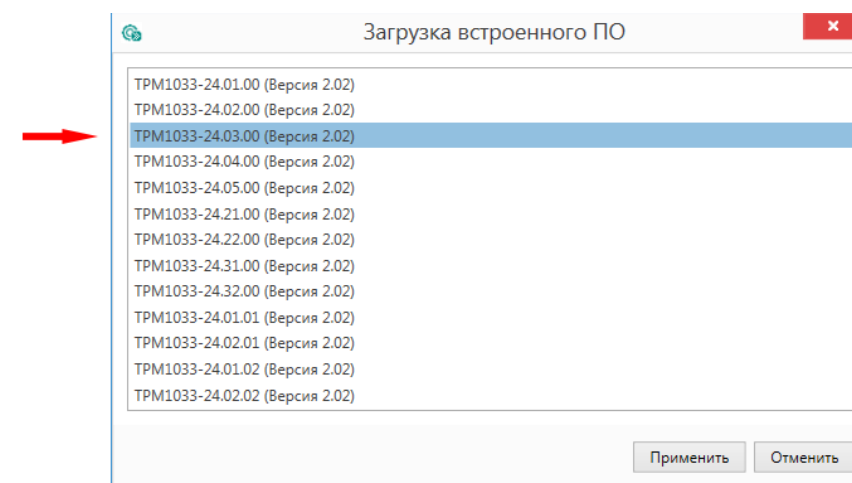 Загрузка встроенного ПО
ТРМ1033-24.01.00 (Версия 2.02)
ТРМ1033-24.02.00 (Версия 2.02)
ТРМ1033-24.03.00 (Версия 2.02)
ТРМ1033-24.04.00 (Версия 2.02)
ТРМ1033-24.05.00 (Версия 2.02)
ТРМ1033-24.21.00 (Версия 2.02)
ТРМ1033-24.22.00 (Версия 2.02)
ТРМ1033-24.31.00 (Версия 2.02)
ТРМ1033-24.32.00 (Версия 2.02)
ТРМ1033-24.01.01 (Версия 2.02)
ТРМ1033-24.02.01 (Версия 2.02)
ТРМ1033-24.01.02 (Версия 2.02)
ТРМ1033-24.02.02 (Версия 2.02)
Применить Отменить